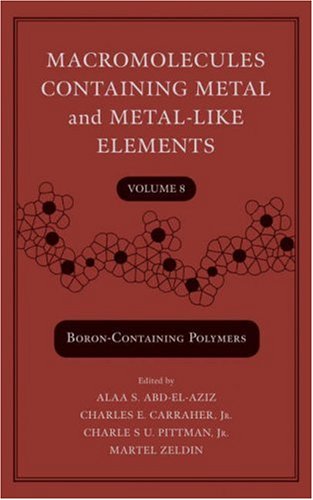 MACROMOLECULES
CONTAINING METAL
and METAL-LIKE
ELEMENTS
VOLUME 8
BORON-CONTAINING POLYMERS
Edited by
ALAA S. ABD-EL-AZIZ
CHARLES E. CARRAHER, JR.
CHARLE S U. PITTMAN, JR.
MARTEL ZELDIN